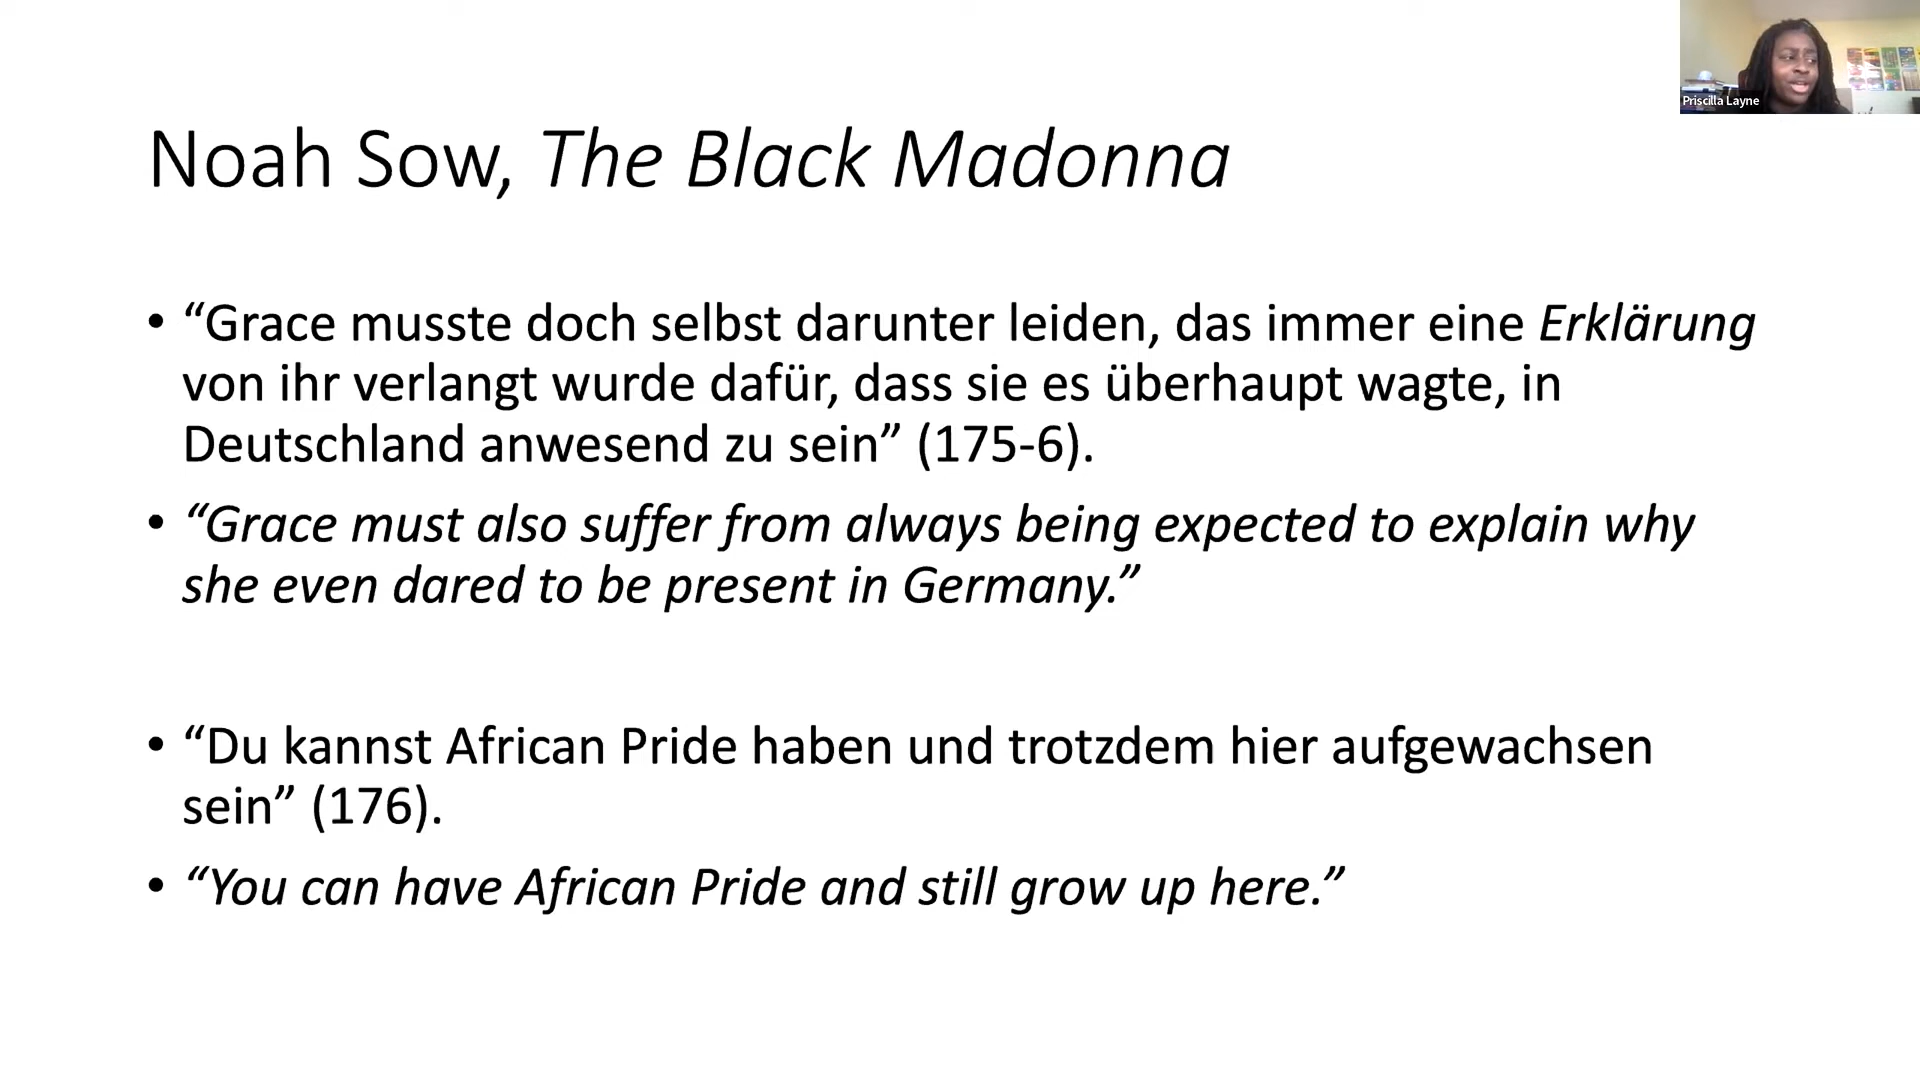 Priscilla Layne
Noah Sow, The Black Madonna
• “Grace musste doch selbst darunter leiden, das immer eine Erklärung
von ihr verlangt wurde dafür, dass sie es überhaupt wagte, in
Deutschland anwesend zu sein” (175-6).
• “Grace must also suffer from always being expected to explain why
she even dared to be present in Germany.”
• “Du kannst African Pride haben und trotzdem hier aufgewachsen
sein” (176).
• “You can have African Pride and still grow up here.”